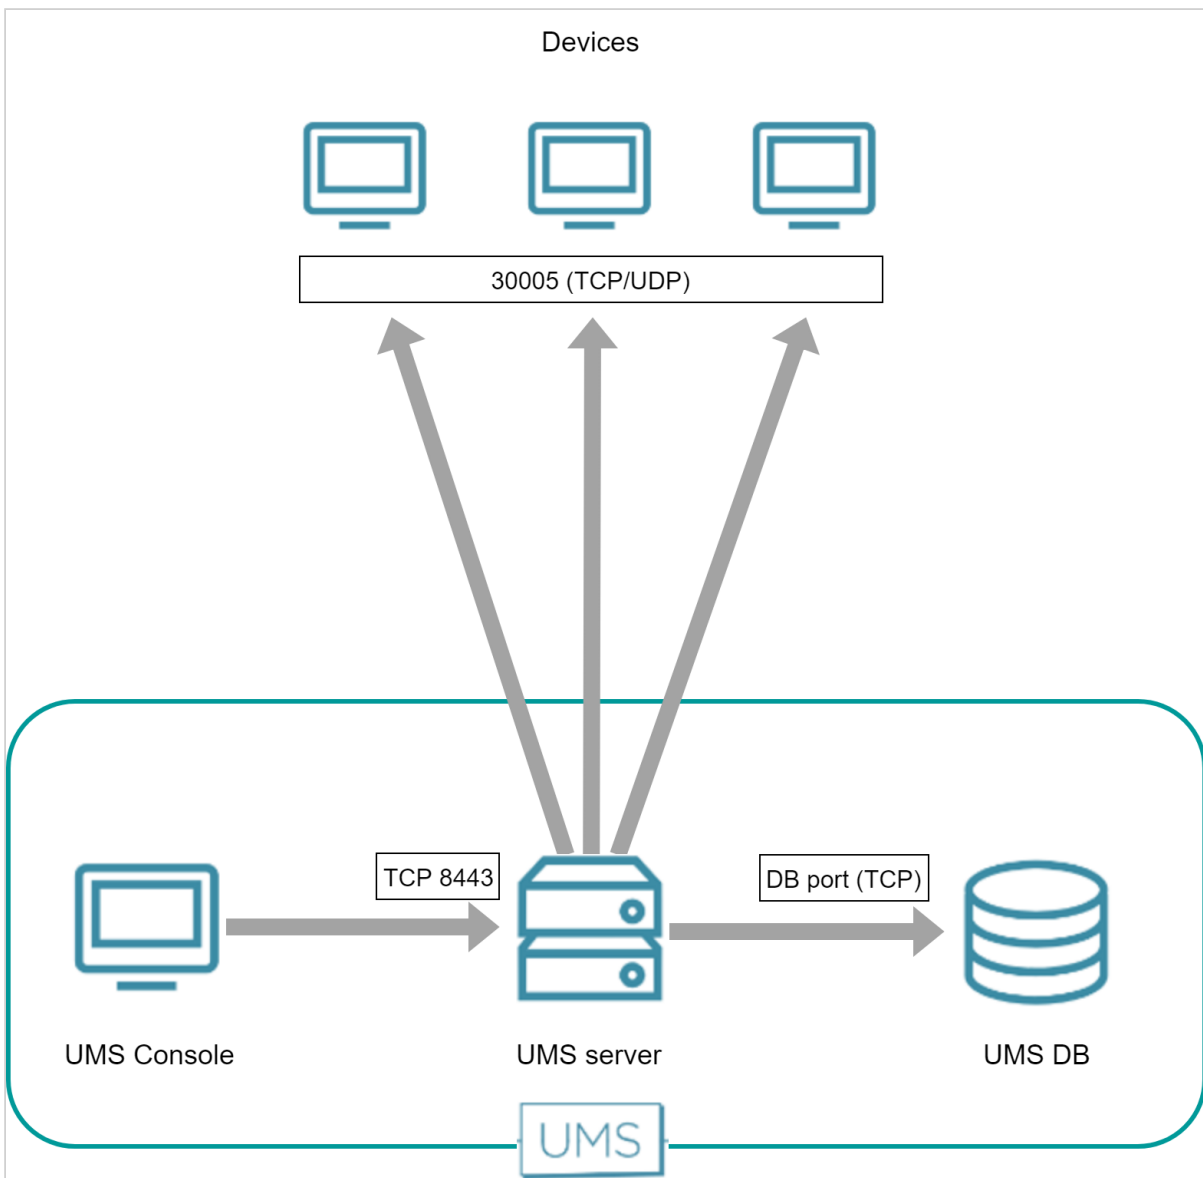 Devices
30005 (TCP/UDP)
TCP 8443
DB port (TCP)
UMS Console
UMS server
UMS DB
UMS